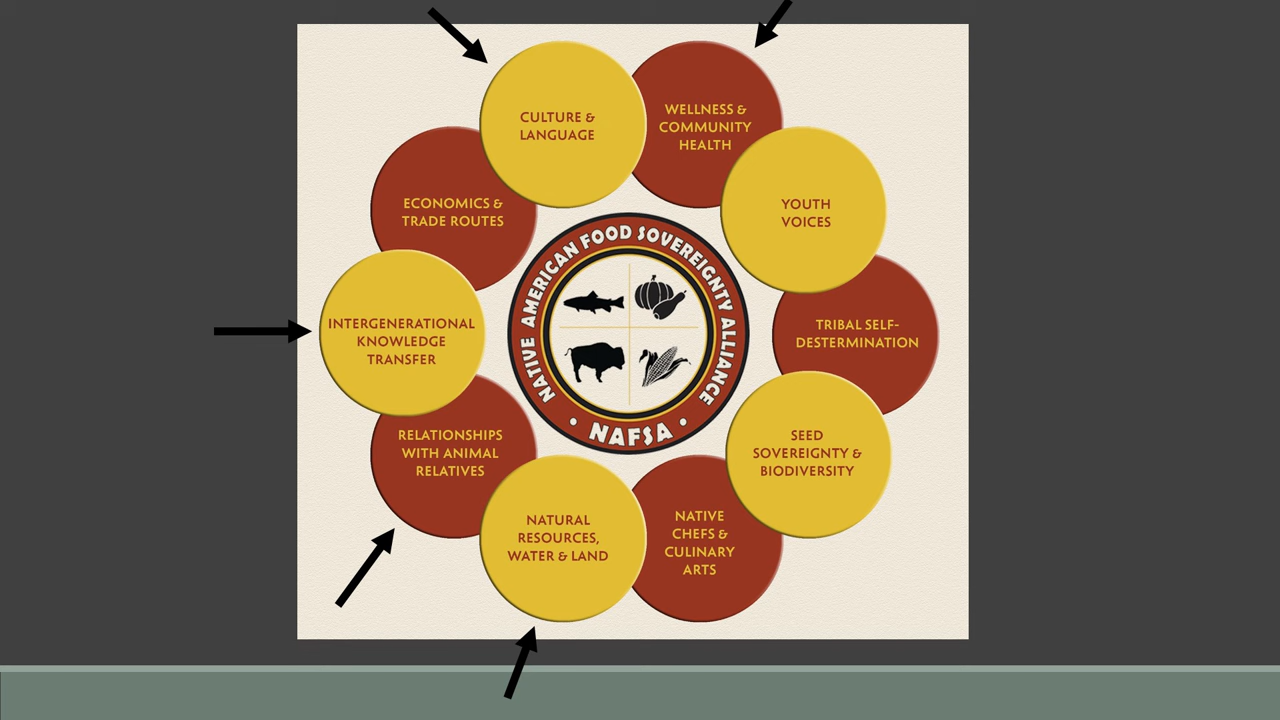 CULTURE &
LANGUAGE
WELLNESS &
COMMUNITY
HEALTH
ECONOMICS &
TRADE ROUTES
YOUTH
VOICES
NATIVE AMERICAN FOOD SOVEREIGNTY ALLIANCE
• NAFSA •
INTERGENERATIONAL
KNOWLEDGE
TRANSFER
TRIBAL SELF-
DESTERMINATION
RELATIONSHIPS
WITH ANIMAL
RELATIVES
SEED
SOVEREIGNTY &
BIODIVERSITY
NATURAL
RESOURCES,
WATER & LAND
NATIVE
CHEFS &
CULINARY
ARTS